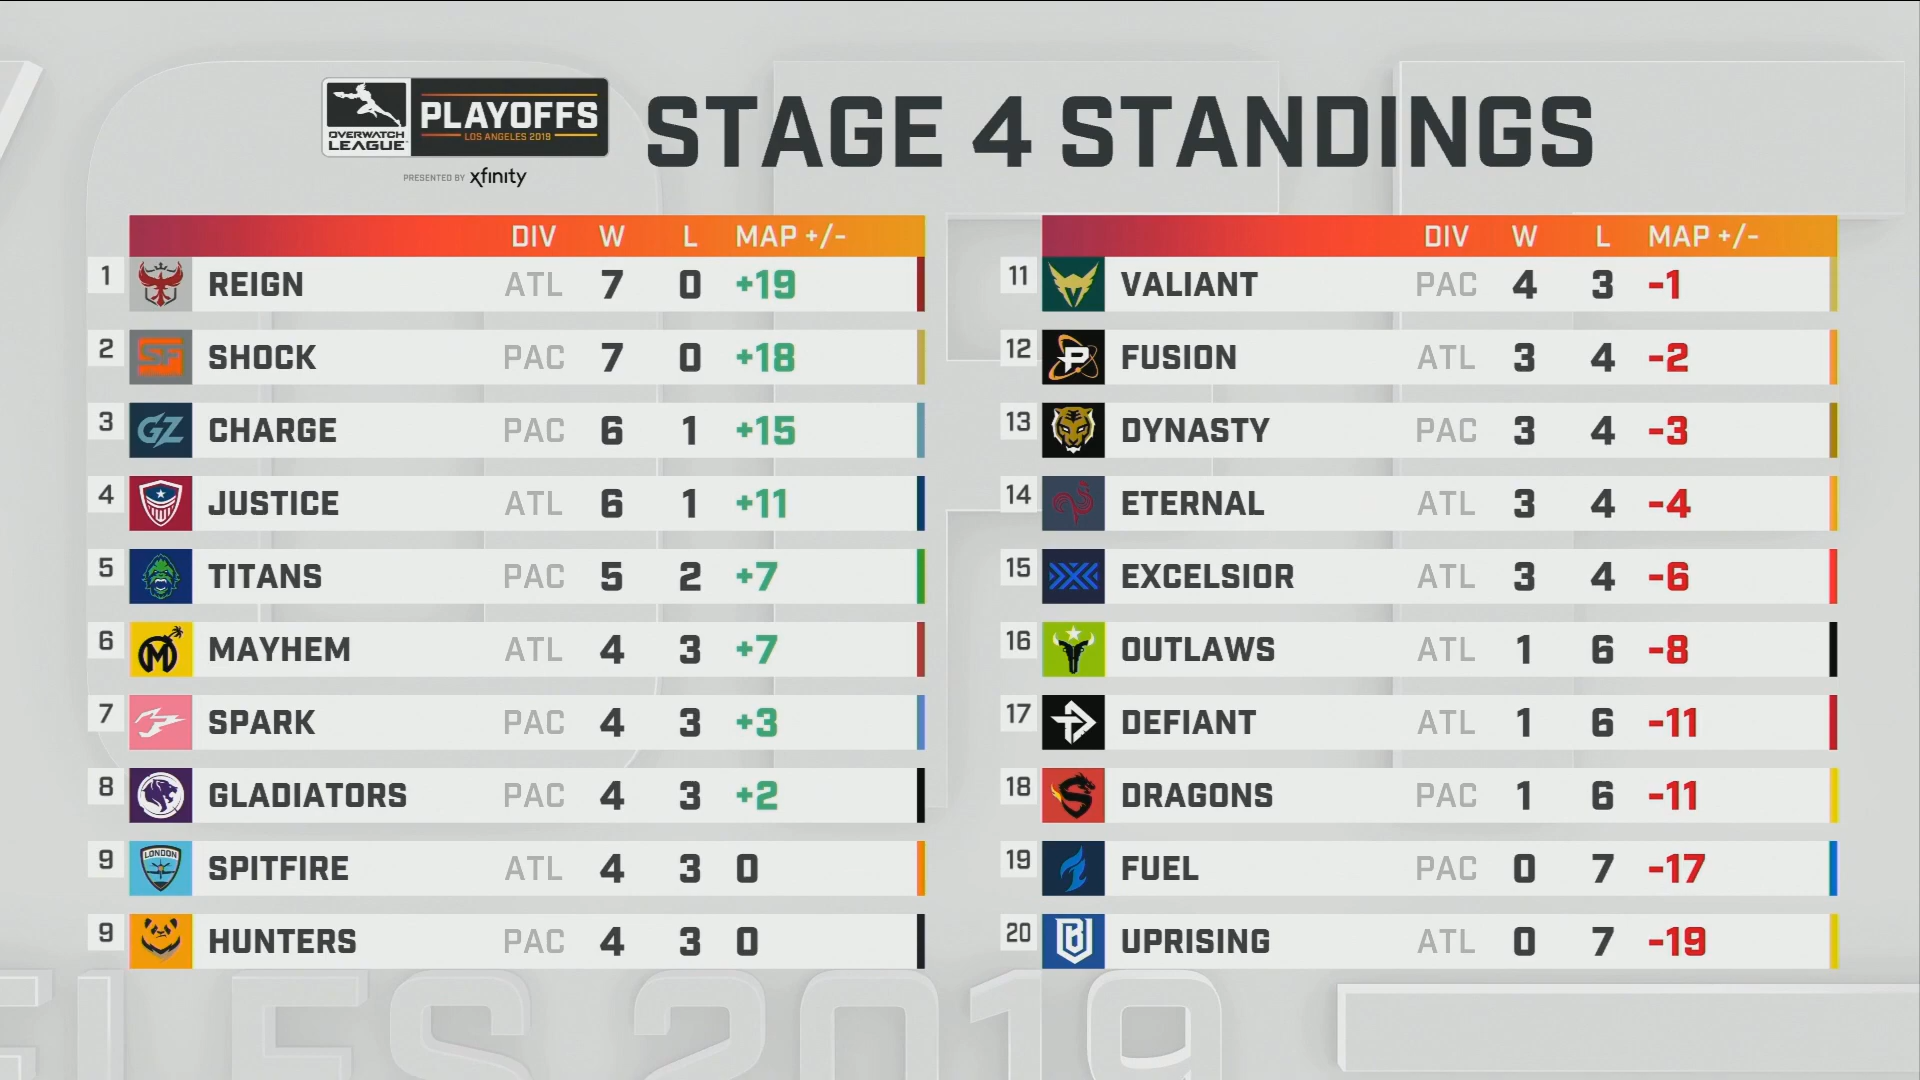 OVERWATCH
LEAGUE
PLAYOFFS
LOS ANGELES 2019
PRESENTED BY xfinity
STAGE 4 STANDINGS
DIV W L MAP +/-
1 REIGN ATL 7 0 +19
2 SF SHOCK PAC 7 0 +18
3 GZ CHARGE PAC 6 1 +15
4 JUSTICE ATL 6 1 +11
5 TITANS PAC 5 2 +7
6 M MAYHEM ATL 4 3 +7
7 SPARK PAC 4 3 +3
8 GLADIATORS PAC 4 3 +2
9 LONDON SPITFIRE ATL 4 3 0
9 HUNTERS PAC 4 3 0
DIV W L MAP +/-
11 VALIANT PAC 4 3 -1
12 P FUSION ATL 3 4 -2
13 DYNASTY PAC 3 4 -3
14 ETERNAL ATL 3 4 -4
15 EXCELSIOR ATL 3 4 -6
16 OUTLAWS ATL 1 6 -8
17 DEFIANT ATL 1 6 -11
18 S DRAGONS PAC 1 6 -11
19 FUEL PAC 0 7 -17
20 B UPRISING ATL 0 7 -19
ELES 2019